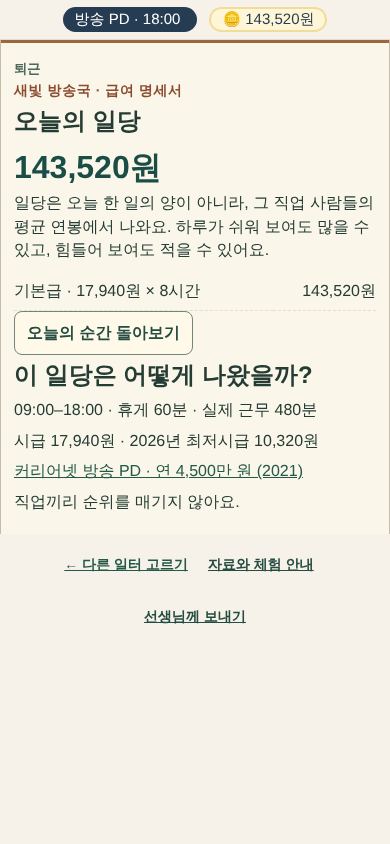 방송 PD · 18:00
🪙 143,520원
퇴근
새빛 방송국 · 급여 명세서
오늘의 일당
143,520원
일당은 오늘 한 일의 양이 아니라, 그 직업 사람들의
평균 연봉에서 나와요. 하루가 쉬워 보여도 많을 수
있고, 힘들어 보여도 적을 수 있어요.
기본급 · 17,940원 × 8시간 143,520원
오늘의 순간 돌아보기
이 일당은 어떻게 나왔을까?
09:00–18:00 · 휴게 60분 · 실제 근무 480분
시급 17,940원 · 2026년 최저시급 10,320원
커리어넷 방송 PD · 연 4,500만 원 (2021)
직업끼리 순위를 매기지 않아요.
← 다른 일터 고르기 자료와 체험 안내
선생님께 보내기